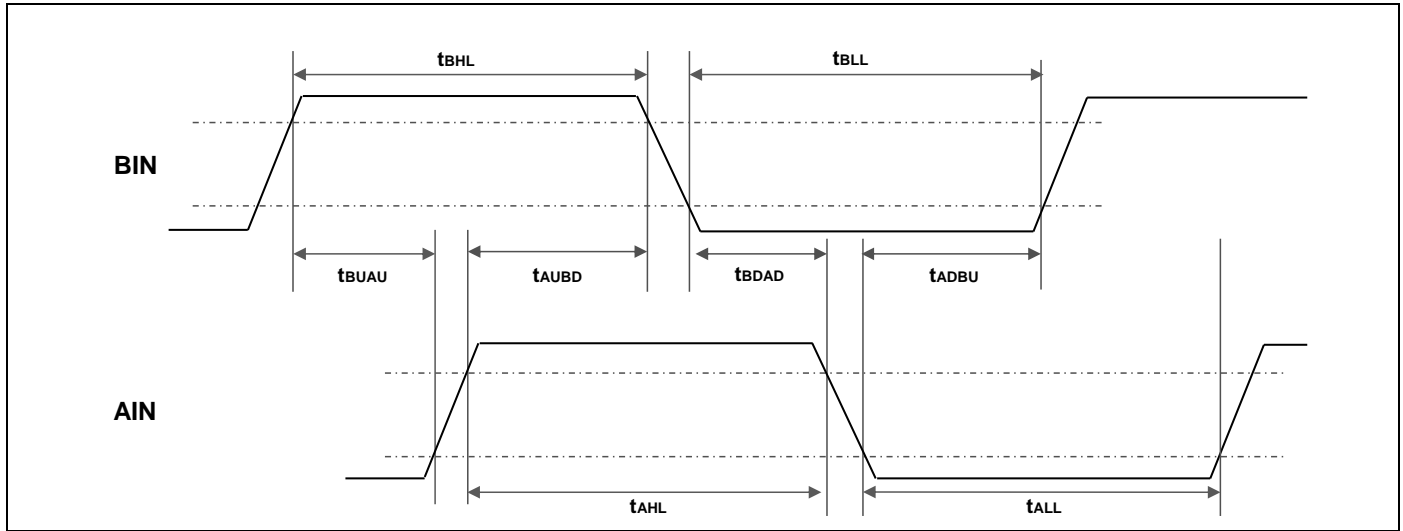 tBHL
tBLL
BIN
tBUAU
tAUBD
tBDAD
tADBU
AIN
tAHL
tALL